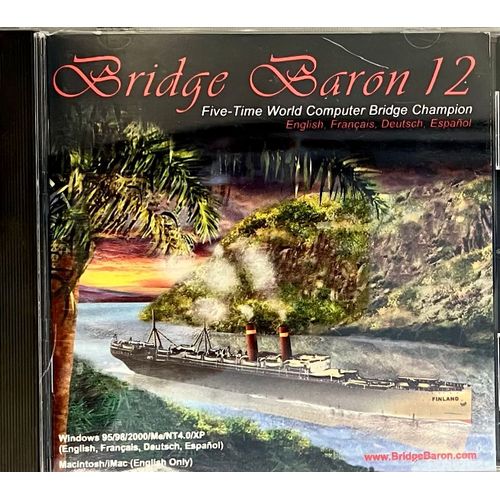 Bridge Baron 12
Five-Time World Computer Bridge Champion
English, Français, Deutsch, Español
FINLAND
Windows 95/98/2000/Me/NT4.0/XP
(English, Français, Deutsch, Español)
Macintosh/iMac (English Only)
www.BridgeBaron.com